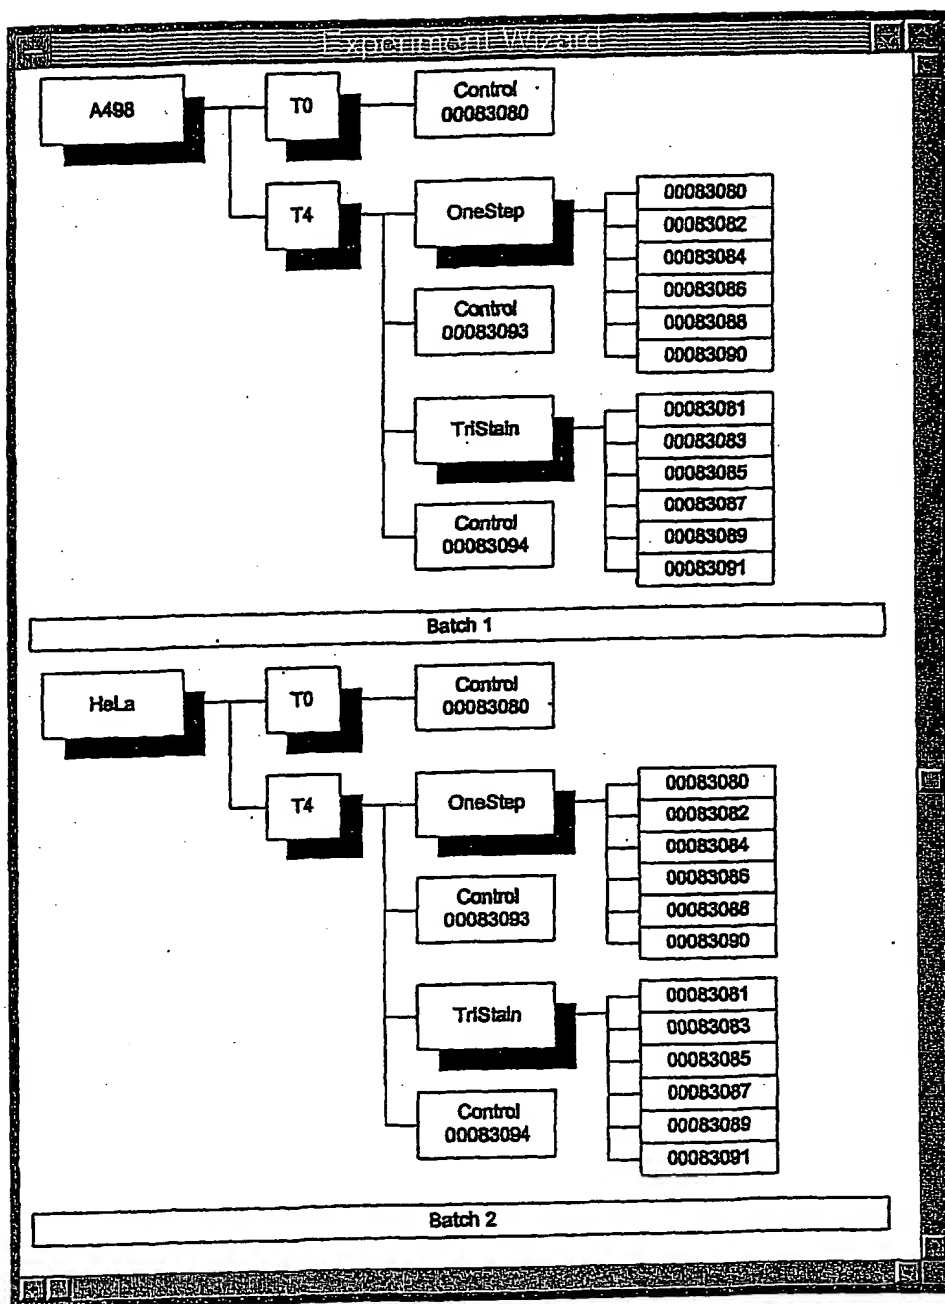 Experiment Wizard
A498
T0
Control
00083080
T4
OneStep
00083080
00083082
00083084
00083086
00083088
00083090
Control
00083093
TriStain
00083081
00083083
00083085
00083087
00083089
00083091
Control
00083094
Batch 1
HeLa
T0
Control
00083080
T4
OneStep
00083080
00083082
00083084
00083086
00083088
00083090
Control
00083093
TriStain
00083081
00083083
00083085
00083087
00083089
00083091
Control
00083094
Batch 2